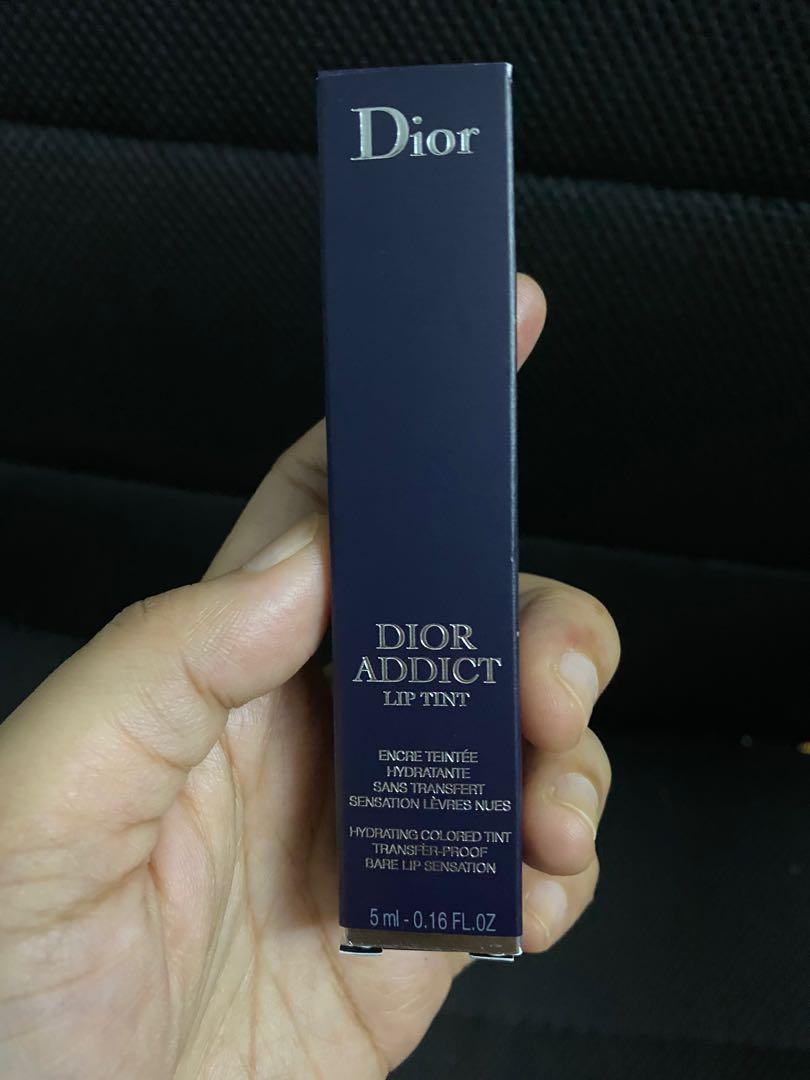 Dior
DIOR
ADDICT
LIP TINT
ENCRE TEINTÉE
HYDRATANTE
SANS TRANSFERT
SENSATION LÈVRES NUES
HYDRATING COLORED TINT
TRANSFER-PROOF
BARE LIP SENSATION
5 ml - 0.16 FL.OZ